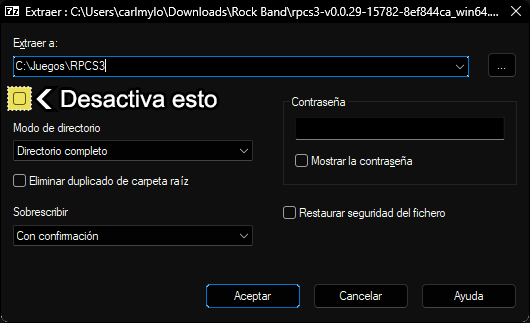 Extraer : C:\Users\carlmylo\Downloads\Rock Band\rpcs3-v0.0.29-15782-8ef844ca_win64....
Extraer a:
C:\Juegos\RPCS3
...
Desactiva esto
Contraseña
Modo de directorio
Directorio completo
Mostrar la contraseña
Eliminar duplicado de carpeta raíz
Sobrescribir
Restaurar seguridad del fichero
Con confirmación
Aceptar
Cancelar
Ayuda